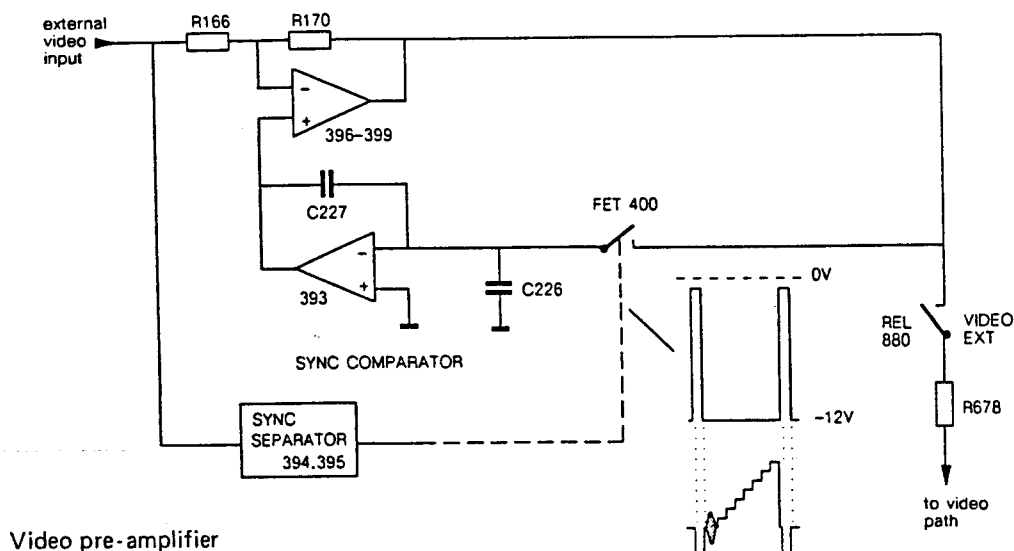 external
video
input
R166
R170
-
+
396-399
C227
FET 400
-
+
393
C226
0V
REL
880
VIDEO
EXT
SYNC COMPARATOR
R678
-12V
SYNC
SEPARATOR
394.395
to video
path
Video pre-amplifier